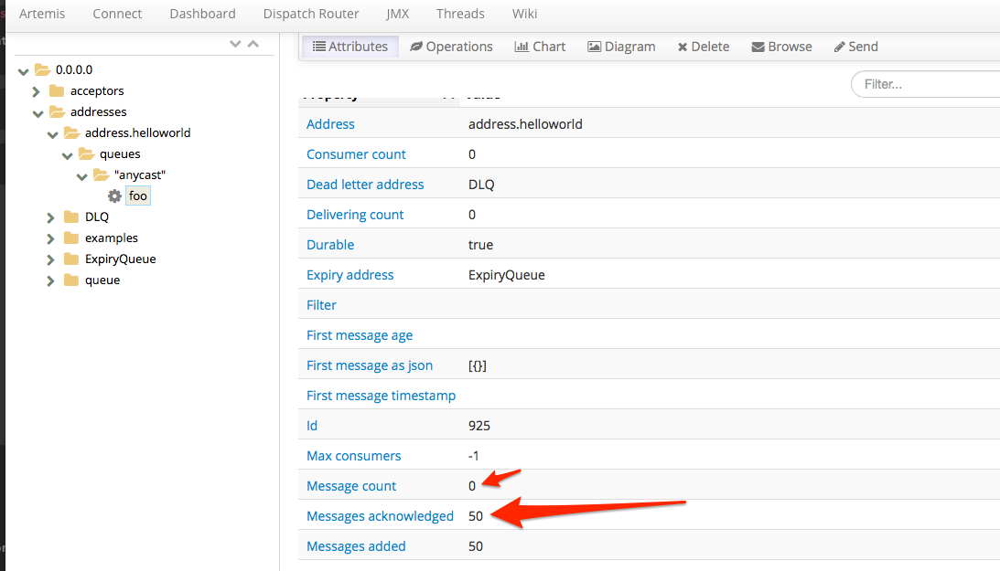 Artemis Connect Dashboard Dispatch Router JMX Threads Wiki
Attributes Operations Chart Diagram Delete Browse Send
Filter...
0.0.0.0
acceptors
addresses
address.helloworld
queues
"anycast"
foo
DLQ
examples
ExpiryQueue
queue
Property Value
Address address.helloworld
Consumer count 0
Dead letter address DLQ
Delivering count 0
Durable true
Expiry address ExpiryQueue
Filter
First message age
First message as json [{}]
First message timestamp
Id 925
Max consumers -1
Message count 0
Messages acknowledged 50
Messages added 50